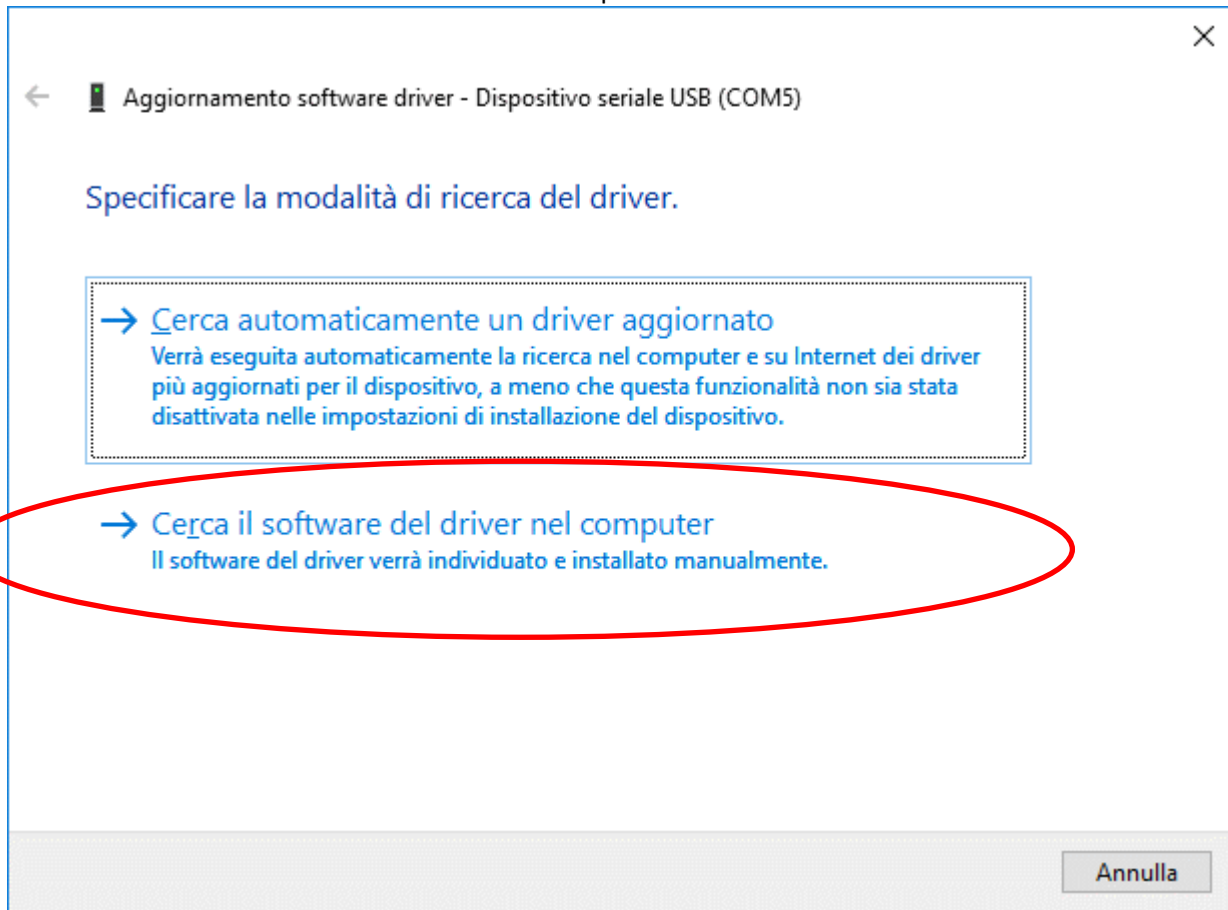 Aggiornamento software driver - Dispositivo seriale USB (COM5)
Specificare la modalità di ricerca del driver.
Cerca automaticamente un driver aggiornato
Verrà eseguita automaticamente la ricerca nel computer e su Internet dei driver
più aggiornati per il dispositivo, a meno che questa funzionalità non sia stata
disattivata nelle impostazioni di installazione del dispositivo.
Cerca il software del driver nel computer
Il software del driver verrà individuato e installato manualmente.
Annulla